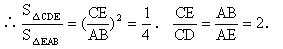 ∴ S△CDE/S△EAB = (CE/AB)² = 1/4. CE/CD = AB/AE = 2.